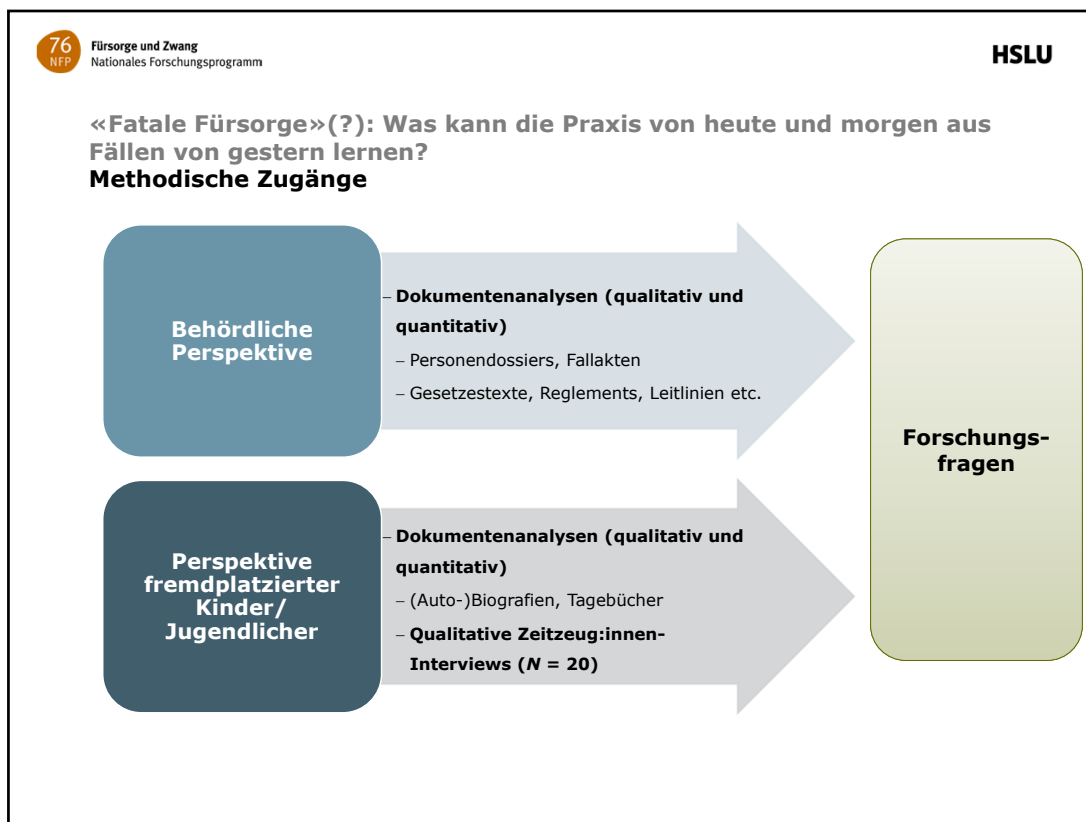 76
NFP
Fürsorge und Zwang
Nationales Forschungsprogramm
HSLU
«Fatale Fürsorge»(?): Was kann die Praxis von heute und morgen aus
Fällen von gestern lernen?
Methodische Zugänge
Behördliche
Perspektive
– Dokumentenanalysen (qualitativ und
quantitativ)
– Personendossiers, Fallakten
– Gesetzestexte, Reglements, Leitlinien etc.
Perspektive
fremdplatzierter
Kinder/
Jugendlicher
– Dokumentenanalysen (qualitativ und
quantitativ)
– (Auto-)Biografien, Tagebücher
– Qualitative Zeitzeug:innen-
Interviews (N = 20)
Forschungs-
fragen